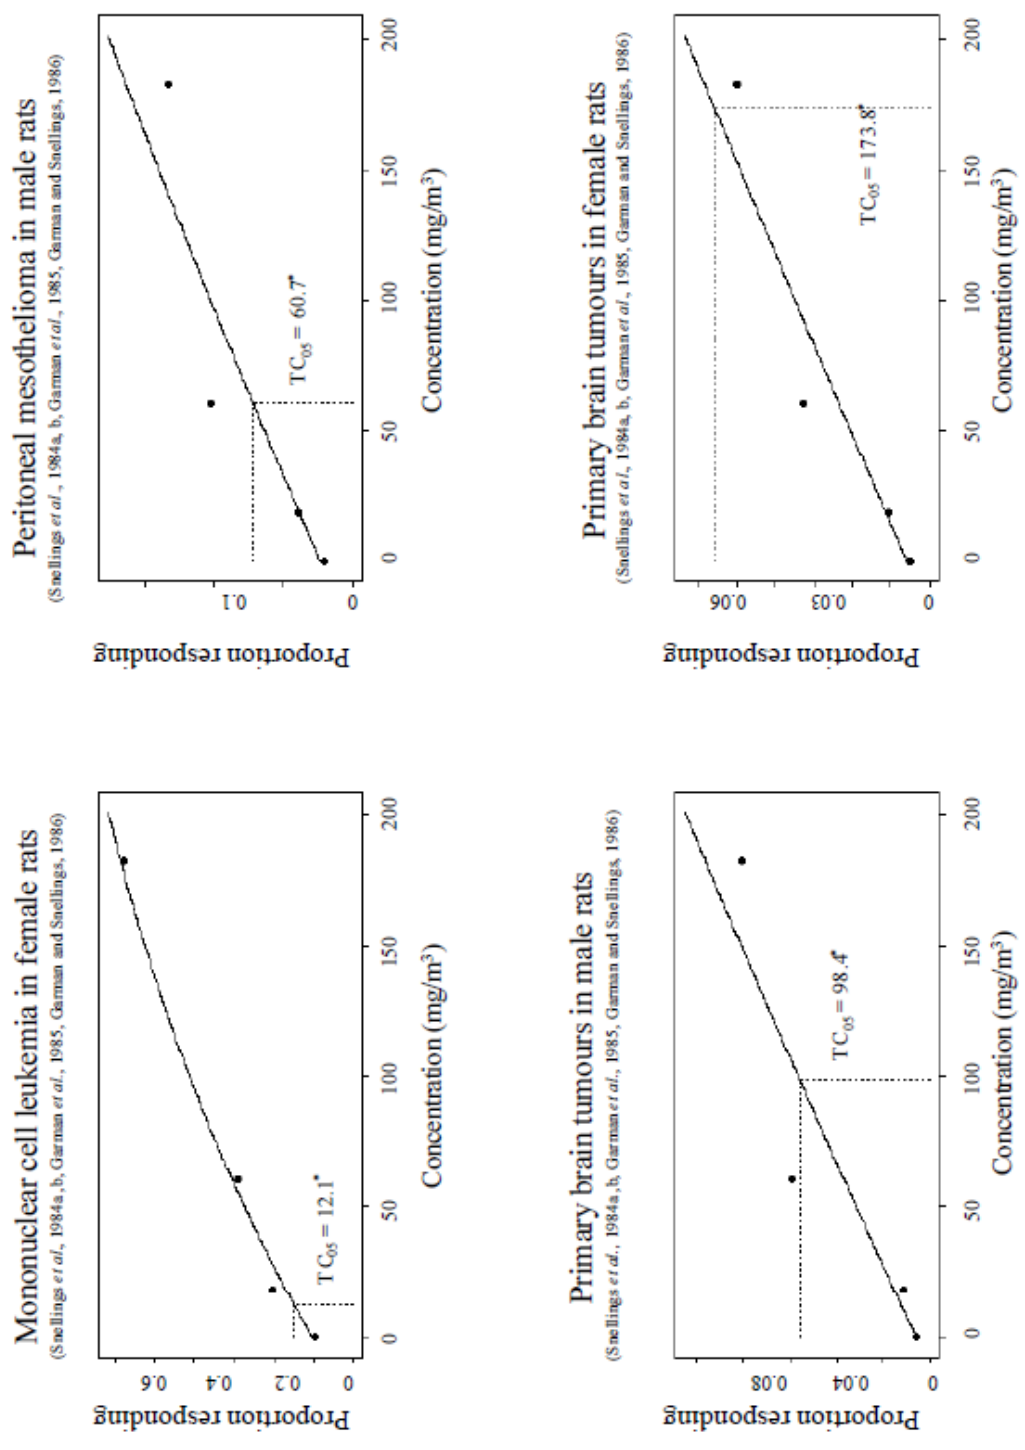 Mononuclear cell leukemia in female rats
(Snellings et al., 1984a, b, Garman et al., 1985, Garman and Snellings, 1986)
Proportion responding
0.6
0.4
0.2
0
TC05 = 12.1*
0 50 100 150 200
Concentration (mg/m³)
Peritoneal mesothelioma in male rats
(Snellings et al., 1984a, b, Garman et al., 1985, Garman and Snellings, 1986)
Proportion responding
0.1
0
TC05 = 60.7*
0 50 100 150 200
Concentration (mg/m³)
Primary brain tumours in male rats
(Snellings et al., 1984a, b, Garman et al., 1985, Garman and Snellings, 1986)
Proportion responding
0.08
0.04
0
TC05 = 98.4*
0 50 100 150 200
Concentration (mg/m³)
Primary brain tumours in female rats
(Snellings et al., 1984a, b, Garman et al., 1985, Garman and Snellings, 1986)
Proportion responding
0.06
0.03
0
TC05 = 173.8*
0 50 100 150 200
Concentration (mg/m³)